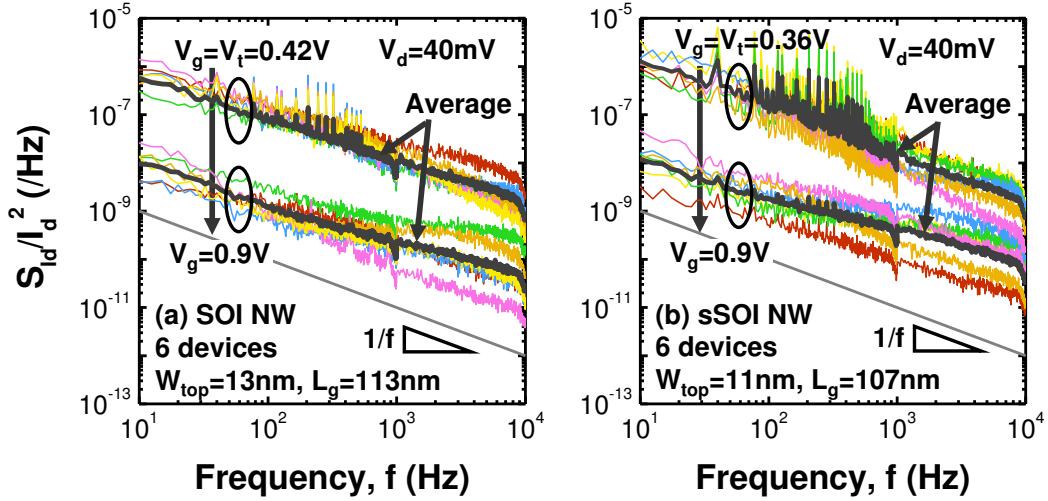 S_Id/I_d^2 (/Hz)
10^-5
10^-7
10^-9
10^-11
10^-13
V_g=V_t=0.42V
V_d=40mV
Average
V_g=0.9V
(a) SOI NW
6 devices
1/f
W_top=13nm, L_g=113nm
10^1
10^2
10^3
10^4
Frequency, f (Hz)
10^-5
10^-7
10^-9
10^-11
10^-13
V_g=V_t=0.36V
V_d=40mV
Average
V_g=0.9V
(b) sSOI NW
6 devices
1/f
W_top=11nm, L_g=107nm
10^1
10^2
10^3
10^4
Frequency, f (Hz)